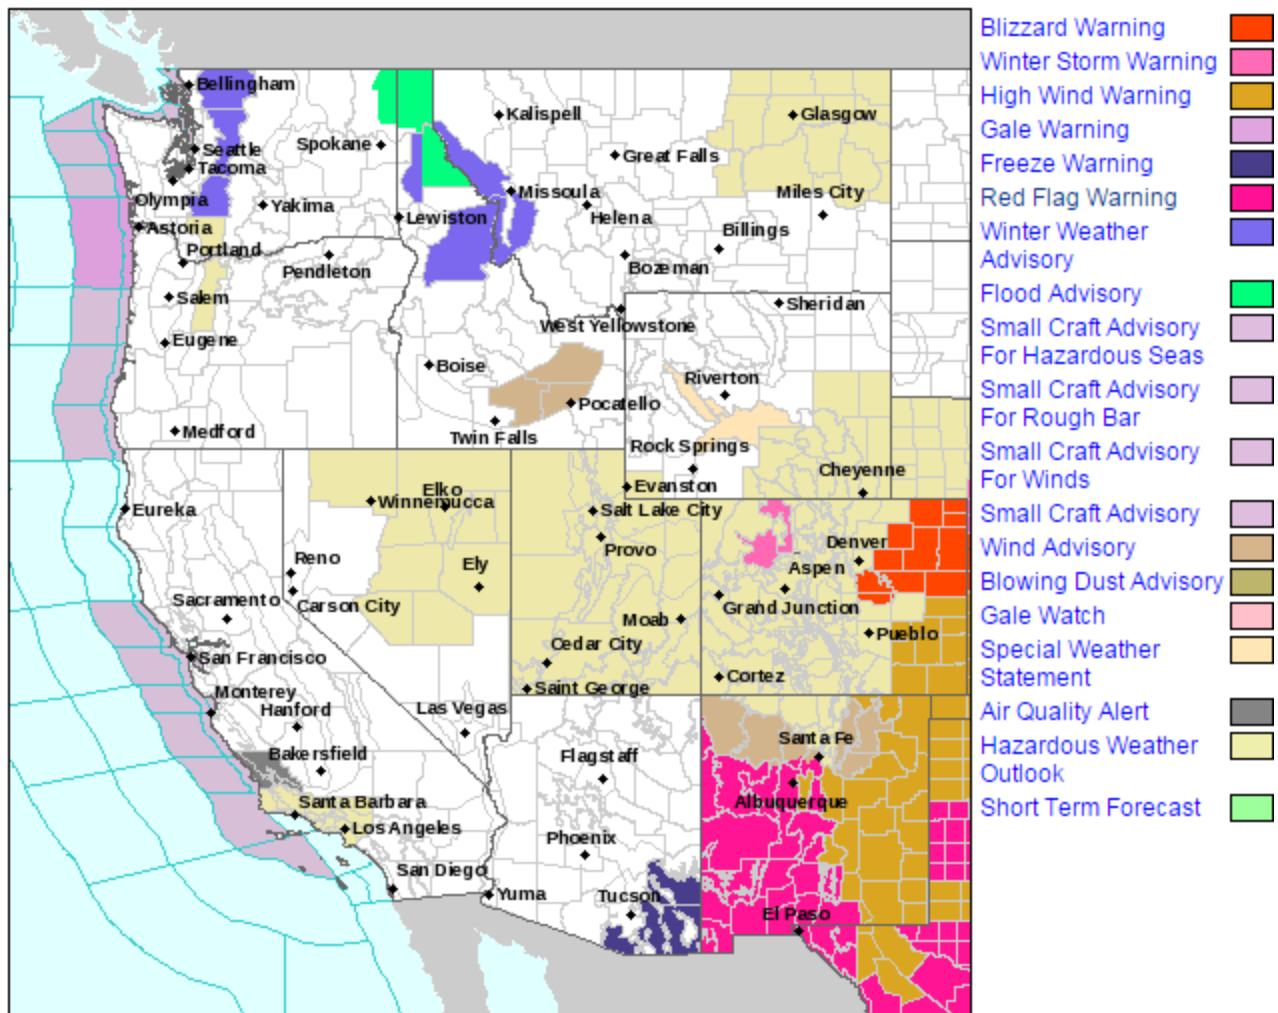 Bellingham
Kalispell
Glasgow
Spokane
Seattle
Great Falls
Tacoma
Missoula
Miles City
Olympia
Yakima
Helena
Lewiston
Astoria
Billings
Portland
Pendleton
Bozeman
Salem
Sheridan
West Yellowstone
Eugene
Boise
Riverton
Pocatello
Medford
Twin Falls
Rock Springs
Cheyenne
Evanston
Elko
Winnemucca
Eureka
Salt Lake City
Denver
Provo
Reno
Ely
Aspen
Sacramento
Carson City
Grand Junction
Moab
Pueblo
Cedar City
San Francisco
Cortez
Saint George
Monterey
Hanford
Las Vegas
Santa Fe
Bakersfield
Flagstaff
Santa Barbara
Albuquerque
Los Angeles
Phoenix
San Diego
Yuma
Tucson
El Paso
Blizzard Warning
Winter Storm Warning
High Wind Warning
Gale Warning
Freeze Warning
Red Flag Warning
Winter Weather
Advisory
Flood Advisory
Small Craft Advisory
For Hazardous Seas
Small Craft Advisory
For Rough Bar
Small Craft Advisory
For Winds
Small Craft Advisory
Wind Advisory
Blowing Dust Advisory
Gale Watch
Special Weather
Statement
Air Quality Alert
Hazardous Weather
Outlook
Short Term Forecast